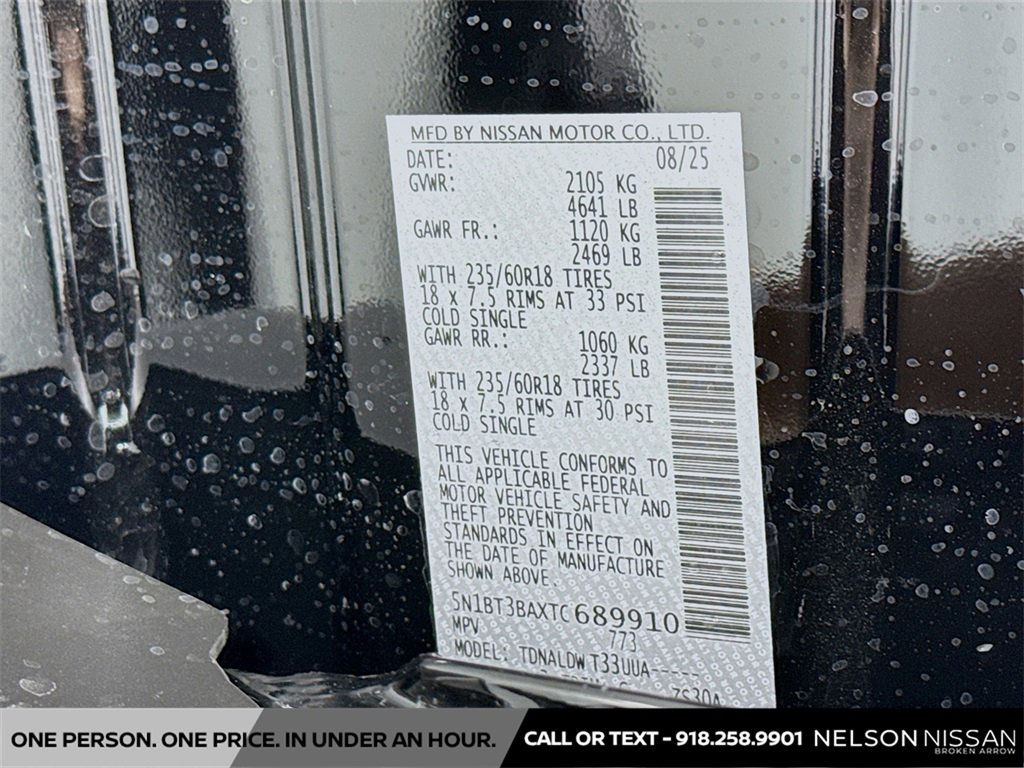 MFD BY NISSAN MOTOR CO., LTD.
DATE: 08/25
GVWR: 2105 KG
4641 LB
GAWR FR.: 1120 KG
2469 LB
WITH 235/60R18 TIRES
18 X 7.5 RIMS AT 33 PSI
COLD SINGLE
GAWR RR.: 1060 KG
2337 LB
WITH 235/60R18 TIRES
18 X 7.5 RIMS AT 30 PSI
COLD SINGLE
THIS VEHICLE CONFORMS TO
ALL APPLICABLE FEDERAL
MOTOR VEHICLE SAFETY AND
THEFT PREVENTION
STANDARDS IN EFFECT ON
THE DATE OF MANUFACTURE
SHOWN ABOVE.
5N1BT3BAXTC689910
MPV 773
MODEL: TDNALDWT33UUA-----
ONE PERSON. ONE PRICE. IN UNDER AN HOUR.
CALL OR TEXT - 918.258.9901 NELSON NISSAN
BROKEN ARROW